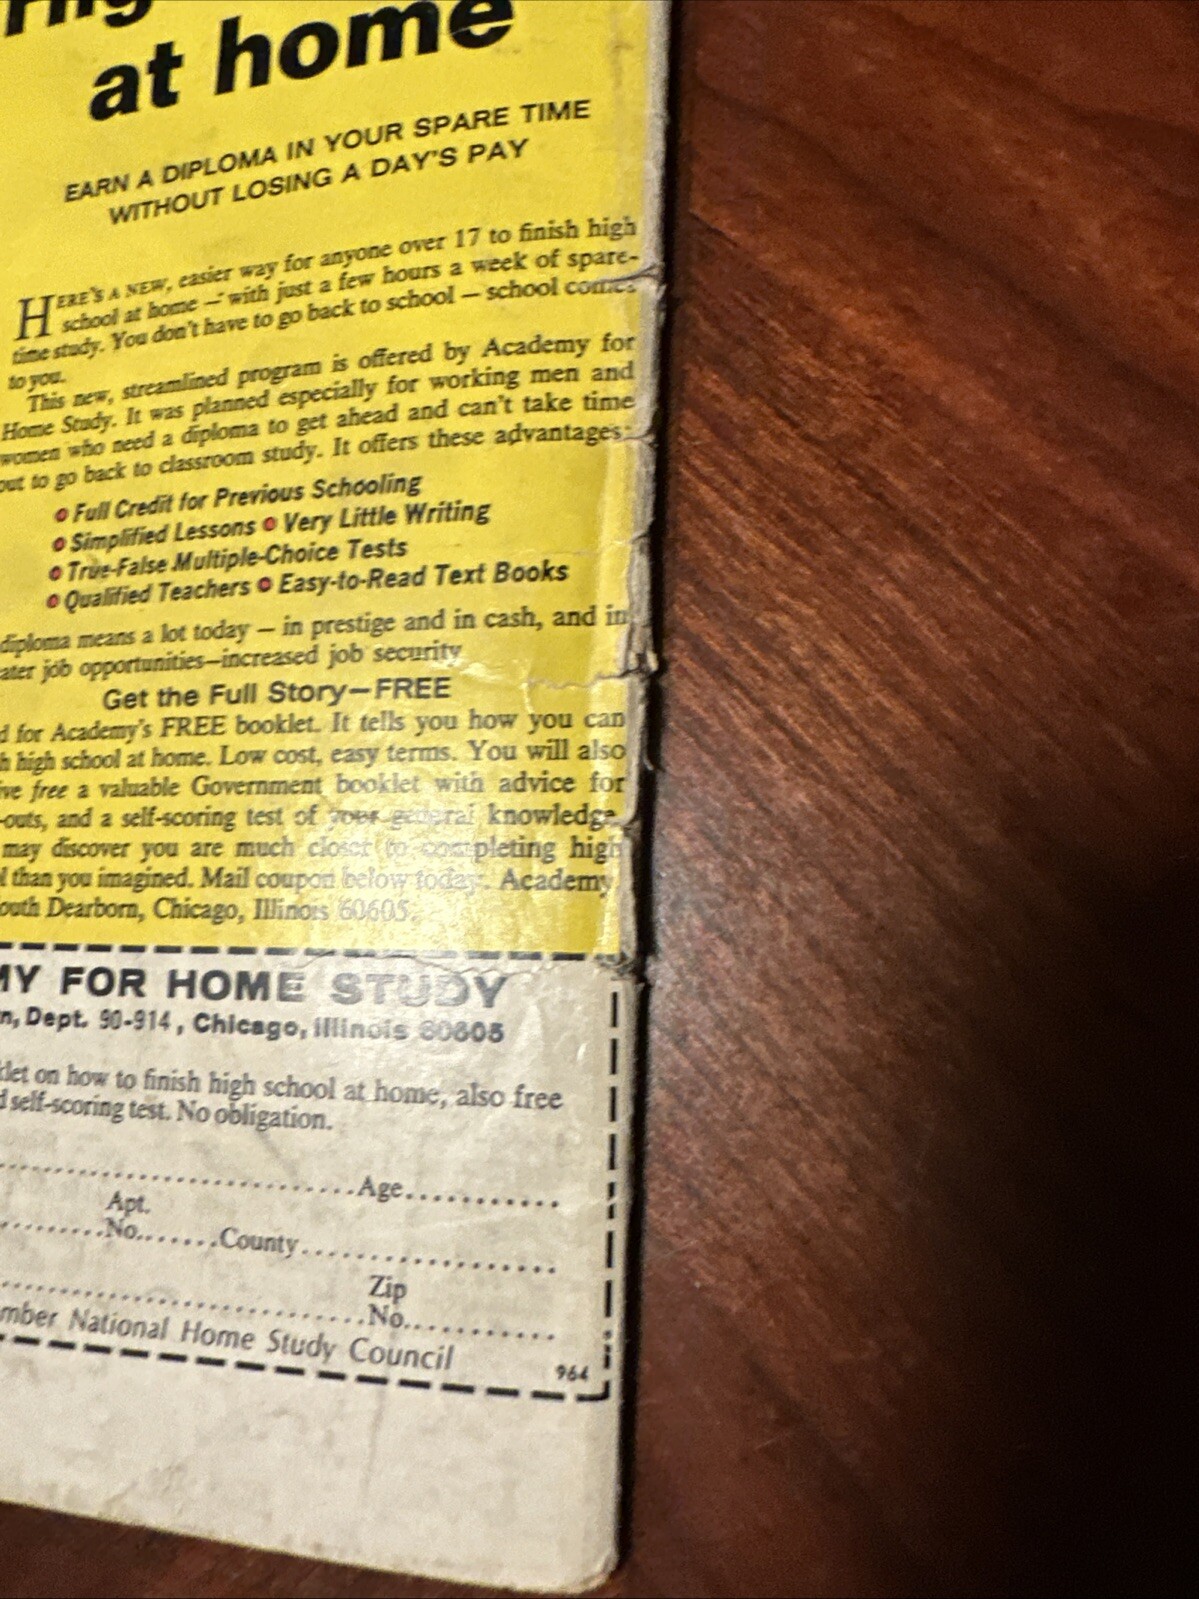 at home
EARN A DIPLOMA IN YOUR SPARE TIME
WITHOUT LOSING A DAY'S PAY
HERE'S A NEW, easier way for anyone over 17 to finish high
school at home — with just a few hours a week of spare-
time study. You don't have to go back to school — school comes
to you.
This new, streamlined program is offered by Academy for
Home Study. It was planned especially for working men and
women who need a diploma to get ahead and can't take time
out to go back to classroom study. It offers these advantages:
• Full Credit for Previous Schooling
• Simplified Lessons • Very Little Writing
• True-False Multiple-Choice Tests
• Qualified Teachers • Easy-to-Read Text Books
diploma means a lot today — in prestige and in cash, and in
job opportunities—increased job security
Get the Full Story—FREE
for Academy's FREE booklet. It tells you how you can
high school at home. Low cost, easy terms. You will also
free a valuable Government booklet with advice for
-outs, and a self-scoring test of your general knowledge.
may discover you are much closer to completing high
than you imagined. Mail coupon below today. Academy
Dearborn, Chicago, Illinois 60605.
MY FOR HOME STUDY
n, Dept. 90-914, Chicago, Illinois 60605
klet on how to finish high school at home, also free
self-scoring test. No obligation.
Age
Apt.
No. County
Zip
No.
mber National Home Study Council
964